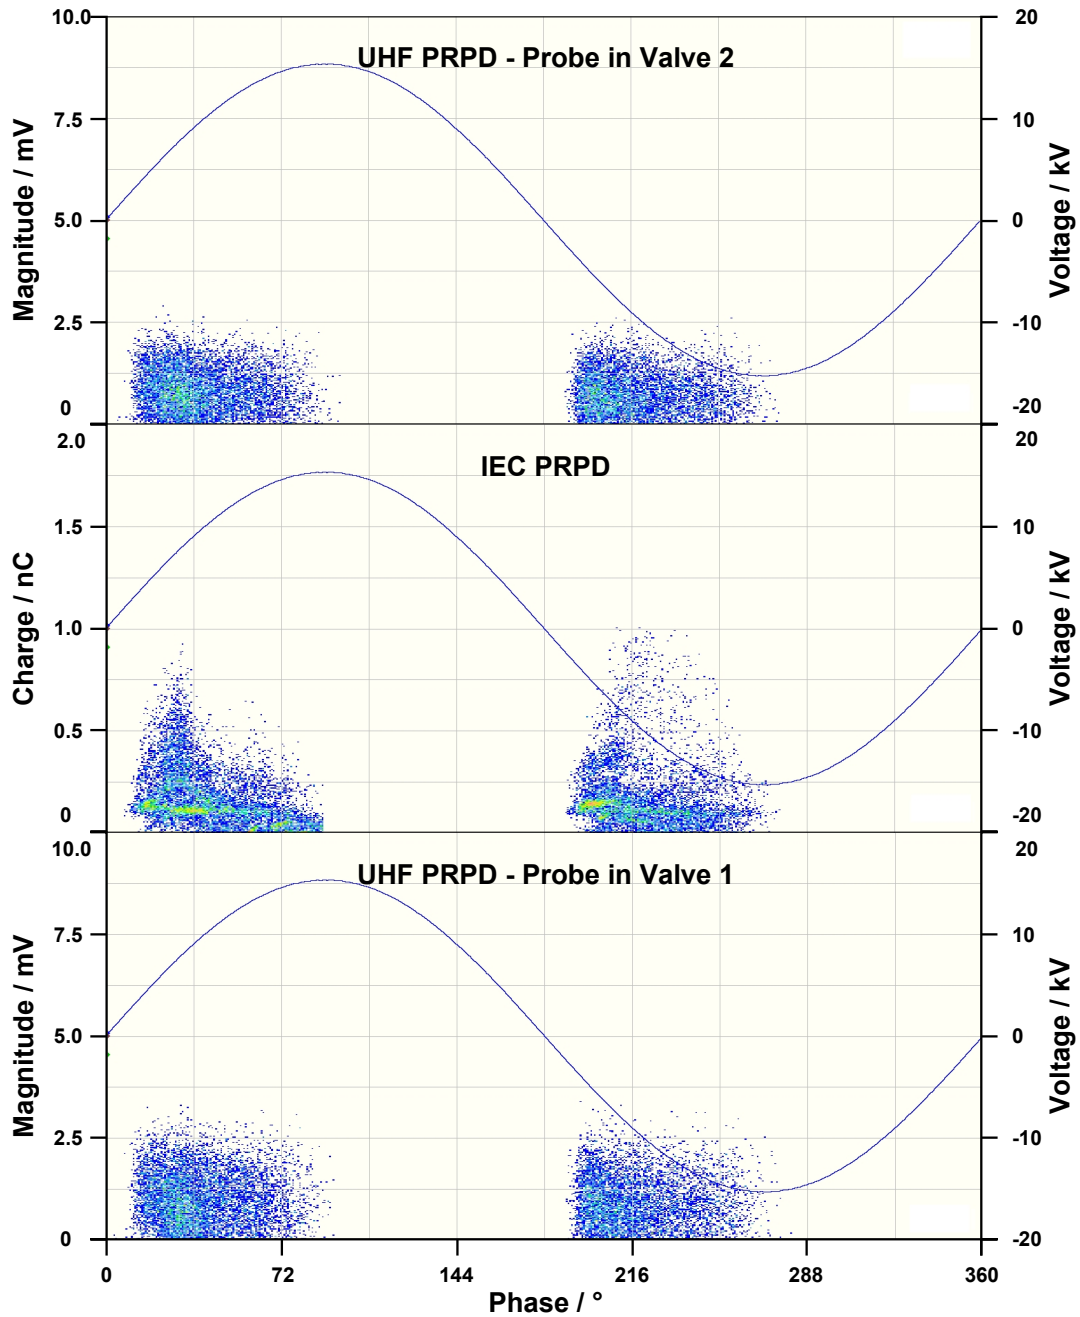 10.0
20
UHF PRPD - Probe in Valve 2
7.5
10
Magnitude / mV
Voltage / kV
5.0
0
2.5
-10
0
-20
2.0
20
IEC PRPD
1.5
10
Charge / nC
Voltage / kV
1.0
0
0.5
-10
0
-20
10.0
20
UHF PRPD - Probe in Valve 1
7.5
10
Magnitude / mV
Voltage / kV
5.0
0
2.5
-10
0
-20
0 72 144 216 288 360
Phase / °